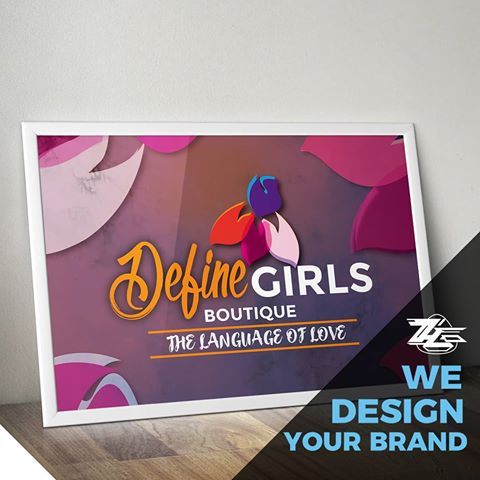 Define GIRLS
BOUTIQUE
THE LANGUAGE OF LOVE
WE
DESIGN
YOUR BRAND